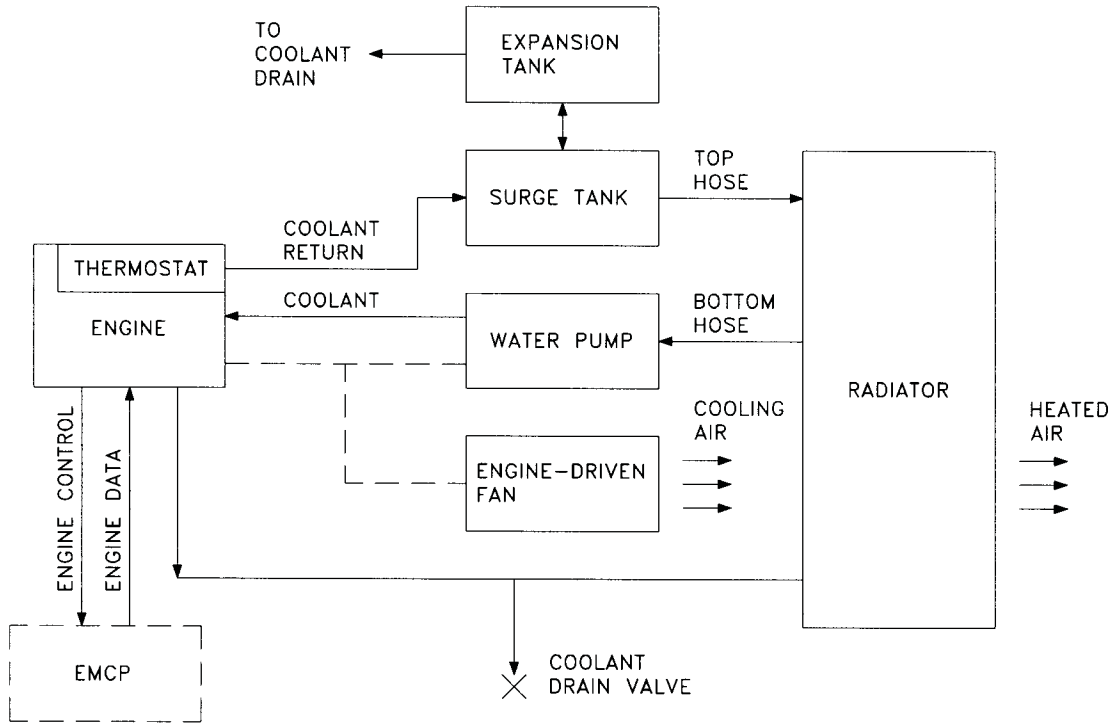 TO
COOLANT
DRAIN
EXPANSION
TANK
SURGE TANK
TOP
HOSE
COOLANT
RETURN
THERMOSTAT
ENGINE
COOLANT
WATER PUMP
BOTTOM
HOSE
RADIATOR
COOLING
AIR
HEATED
AIR
ENGINE-DRIVEN
FAN
ENGINE CONTROL
ENGINE DATA
EMCP
COOLANT
DRAIN VALVE